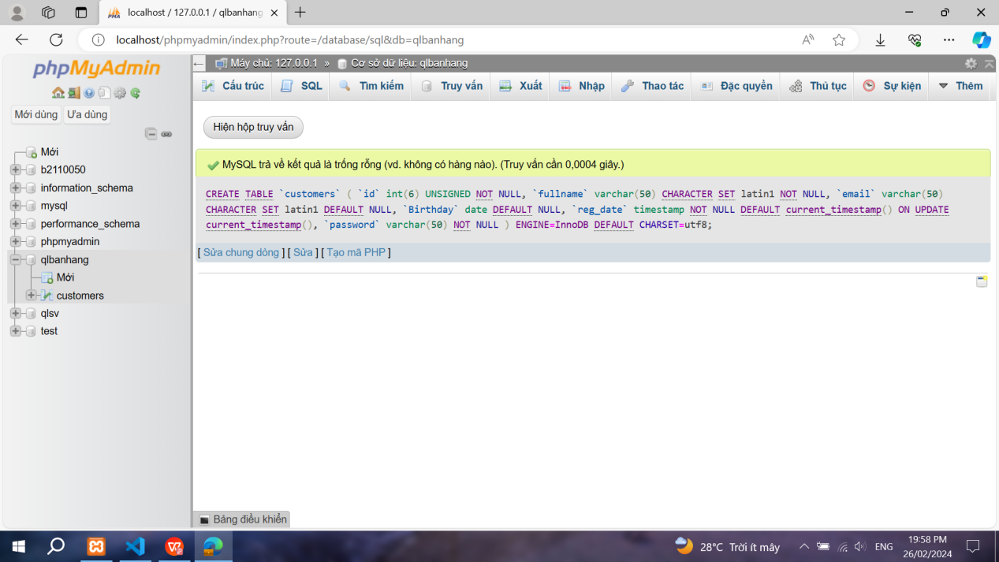 localhost / 127.0.0.1 / qlbanhang
localhost/phpmyadmin/index.php?route=/database/sql&db=qlbanhang
phpMyAdmin
Mới dùng Ưa dùng
Mới
b2110050
information_schema
mysql
performance_schema
phpmyadmin
qlbanhang
Mới
customers
qlsv
test
Máy chủ: 127.0.0.1 » Cơ sở dữ liệu: qlbanhang
Cấu trúc SQL Tìm kiếm Truy vấn Xuất Nhập Thao tác Đặc quyền Thủ tục Sự kiện Thêm
Hiện hộp truy vấn
MySQL trả về kết quả là trống rỗng (vd. không có hàng nào). (Truy vấn cần 0,0004 giây.)
CREATE TABLE `customers` ( `id` int(6) UNSIGNED NOT NULL, `fullname` varchar(50) CHARACTER SET latin1 NOT NULL, `email` varchar(50)
CHARACTER SET latin1 DEFAULT NULL, `Birthday` date DEFAULT NULL, `reg_date` timestamp NOT NULL DEFAULT current_timestamp() ON UPDATE
current_timestamp(), `password` varchar(50) NOT NULL ) ENGINE=InnoDB DEFAULT CHARSET=utf8;
[ Sửa chung dòng ] [ Sửa ] [ Tạo mã PHP ]
Bảng điều khiển
28°C Trời ít mây
ENG
19:58 PM
26/02/2024